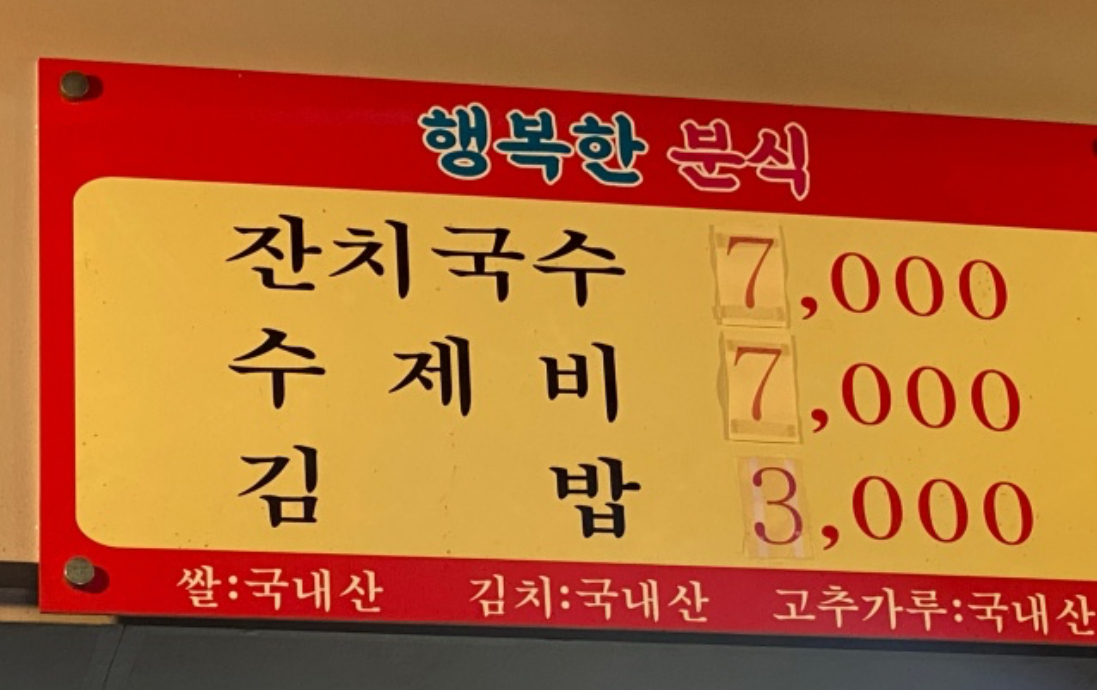 행복한 분식
잔치국수 7,000
수제비 7,000
김밥 3,000
쌀:국내산 김치:국내산 고추가루:국내산